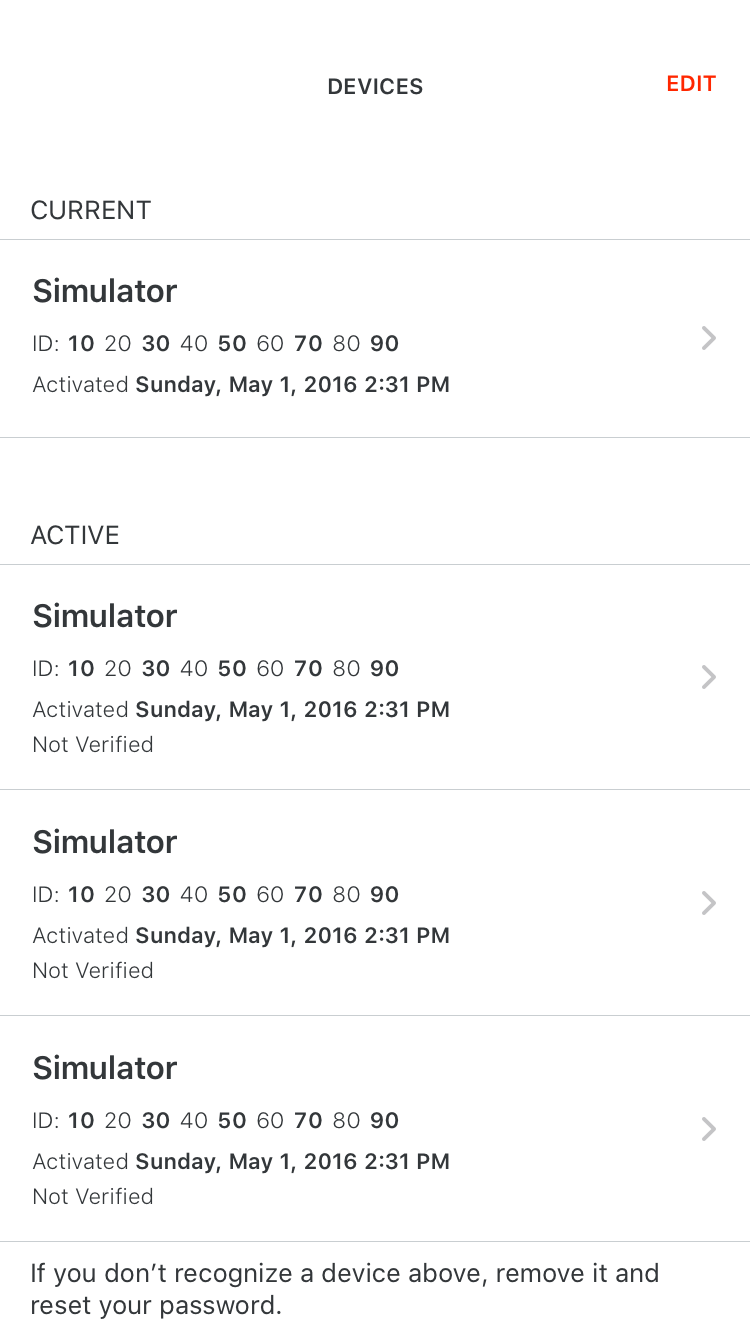 DEVICES
EDIT
CURRENT
Simulator
ID: 10 20 30 40 50 60 70 80 90
Activated Sunday, May 1, 2016 2:31 PM
ACTIVE
Simulator
ID: 10 20 30 40 50 60 70 80 90
Activated Sunday, May 1, 2016 2:31 PM
Not Verified
Simulator
ID: 10 20 30 40 50 60 70 80 90
Activated Sunday, May 1, 2016 2:31 PM
Not Verified
Simulator
ID: 10 20 30 40 50 60 70 80 90
Activated Sunday, May 1, 2016 2:31 PM
Not Verified
If you don’t recognize a device above, remove it and
reset your password.